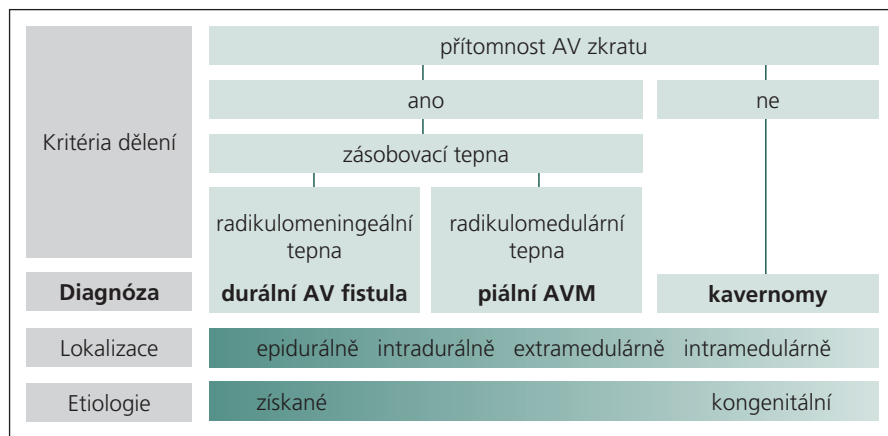 přítomnost AV zkratu
ano
ne
Kritéria dělení
zásobovací tepna
radikulomeningeální
tepna
radikulomedulární
tepna
Diagnóza
durální AV fistula
piální AVM
kavernomy
Lokalizace
epidurálně intradurálně extramedulárně intramedulárně
Etiologie
získané
kongenitální